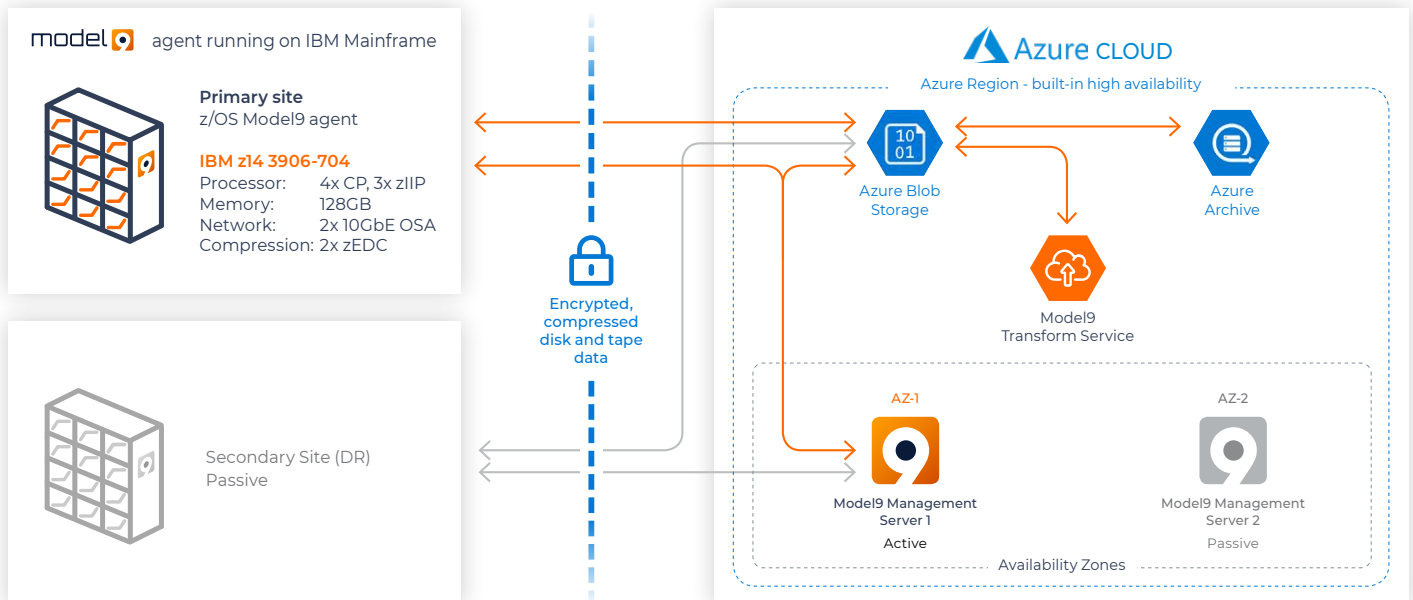 model9 agent running on IBM Mainframe
Primary site
z/OS Model9 agent
IBM z14 3906-704
Processor: 4x CP, 3x zIIP
Memory: 128GB
Network: 2x 10GbE OSA
Compression: 2x zEDC
Secondary Site (DR)
Passive
Encrypted,
compressed
disk and tape
data
Azure CLOUD
Azure Region - built-in high availability
10
01
Azure Blob
Storage
Azure
Archive
Model9
Transform Service
AZ-1
9
Model9 Management
Server 1
Active
AZ-2
9
Model9 Management
Server 2
Passive
Availability Zones